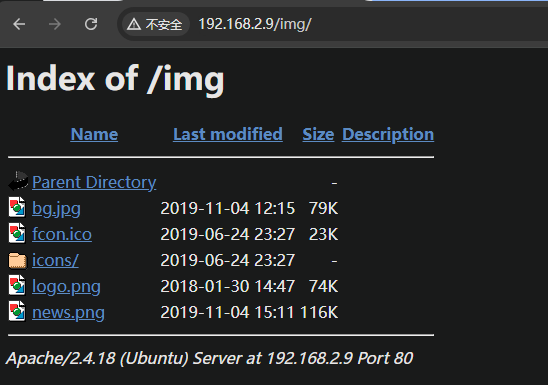 不安全 192.168.2.9/img/
Index of /img
Name Last modified Size Description
Parent Directory -
bg.jpg 2019-11-04 12:15 79K
fcon.ico 2019-06-24 23:27 23K
icons/ 2019-06-24 23:27 -
logo.png 2018-01-30 14:47 74K
news.png 2019-11-04 15:11 116K
Apache/2.4.18 (Ubuntu) Server at 192.168.2.9 Port 80